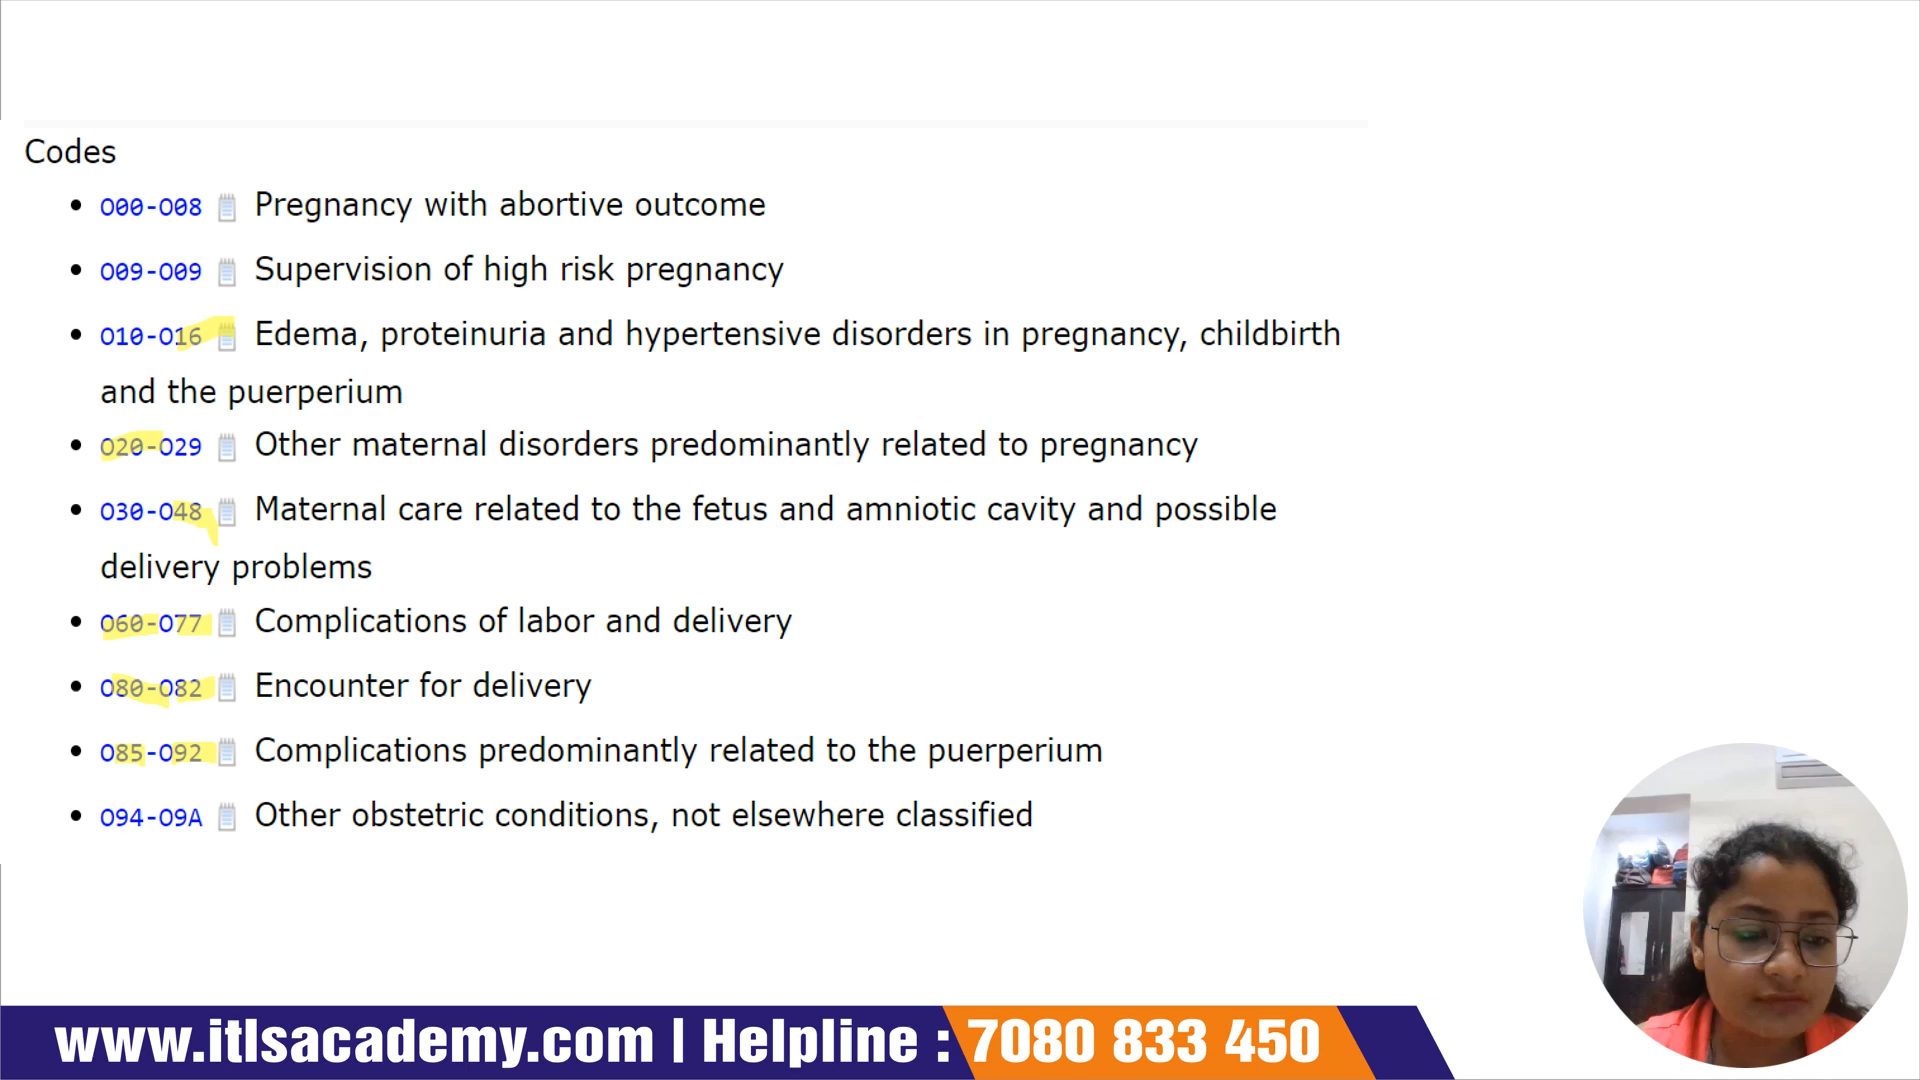 Codes
• O00-O08 Pregnancy with abortive outcome
• O09-O09 Supervision of high risk pregnancy
• O10-O16 Edema, proteinuria and hypertensive disorders in pregnancy, childbirth
and the puerperium
• O20-O29 Other maternal disorders predominantly related to pregnancy
• O30-O48 Maternal care related to the fetus and amniotic cavity and possible
delivery problems
• O60-O77 Complications of labor and delivery
• O80-O82 Encounter for delivery
• O85-O92 Complications predominantly related to the puerperium
• O94-O9A Other obstetric conditions, not elsewhere classified
www.itlsacademy.com | Helpline : 7080 833 450